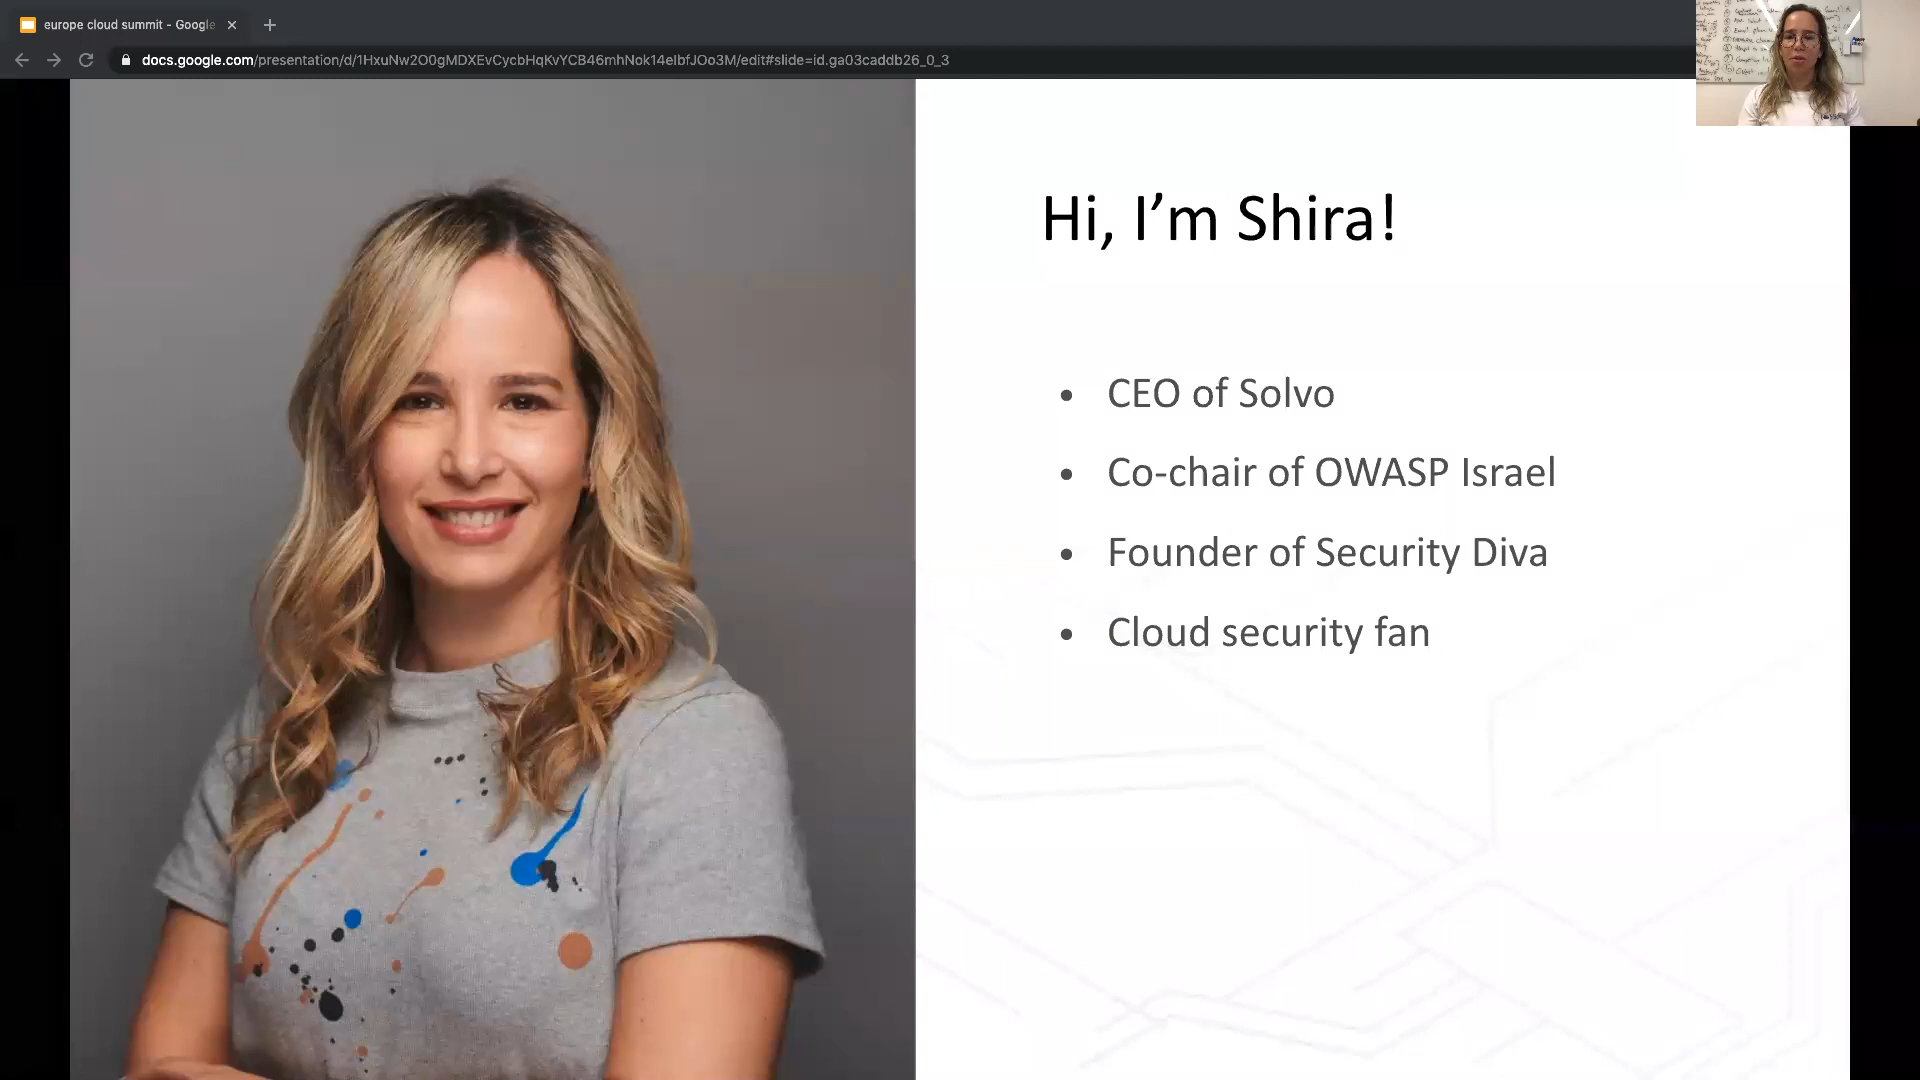 europe cloud summit - Google
docs.google.com/presentation/d/1HxuNw2O0gMDXEvCycbHqKvYCB46mhNok14eIbfJOo3M/edit#slide=id.ga03caddb26_0_3
Hi, I’m Shira!
• CEO of Solvo
• Co-chair of OWASP Israel
• Founder of Security Diva
• Cloud security fan